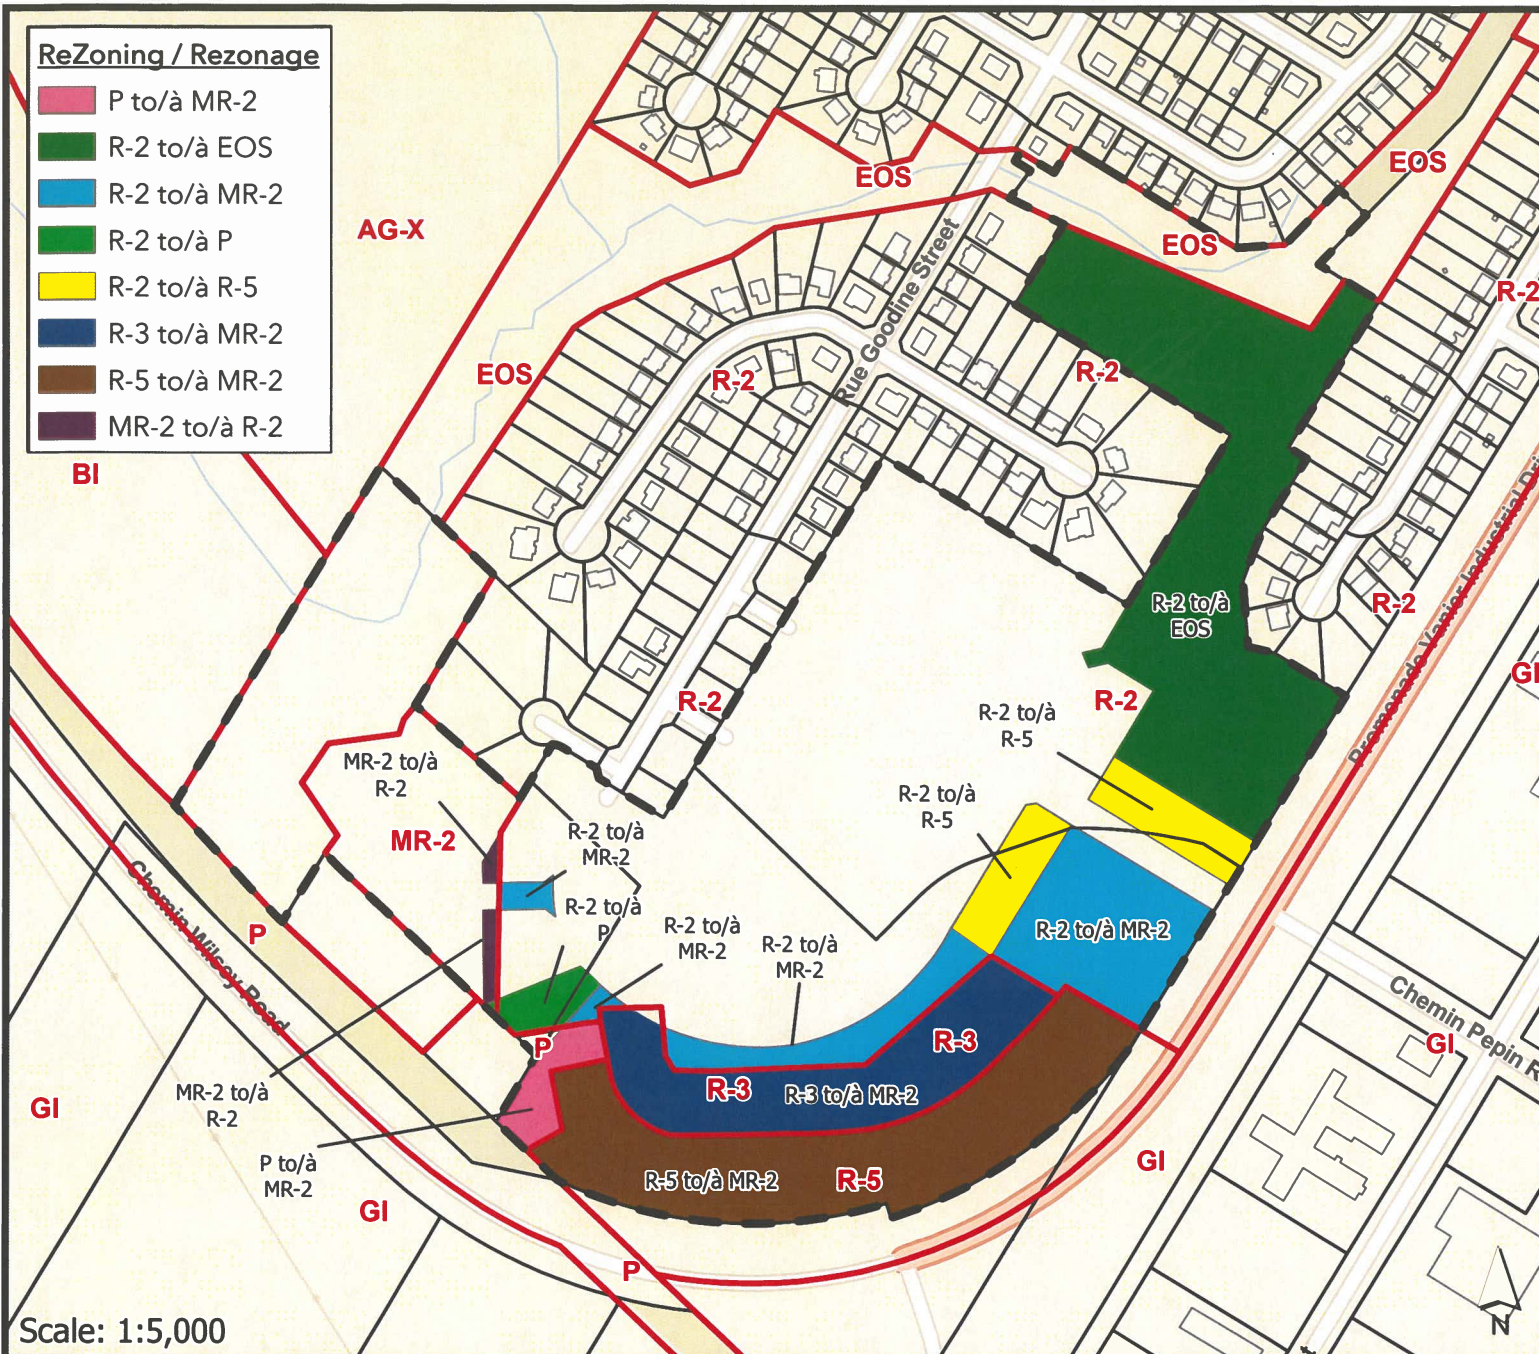 ReZoning / Rezonage
P to/à MR-2
R-2 to/à EOS
R-2 to/à MR-2
R-2 to/à P
R-2 to/à R-5
R-3 to/à MR-2
R-5 to/à MR-2
MR-2 to/à R-2
EOS
EOS
AG-X
EOS
R-2
Rue Goodine Street
EOS
R-2
R-2
BI
R-2 to/à
EOS
R-2
Promenade Vanier Industrial
GI
R-2
R-2
R-2 to/à
R-5
MR-2 to/à
R-2
R-2 to/à
R-5
MR-2
R-2 to/à
MR-2
R-2 to/à
P
R-2 to/à
MR-2
R-2 to/à
MR-2
R-2 to/à MR-2
P
Chemin Wilsey Road
Chemin Pepin R
GI
P
R-3
R-3
R-3 to/à MR-2
MR-2 to/à
R-2
GI
P to/à
MR-2
R-5 to/à MR-2
R-5
GI
GI
P
Scale: 1:5,000
N